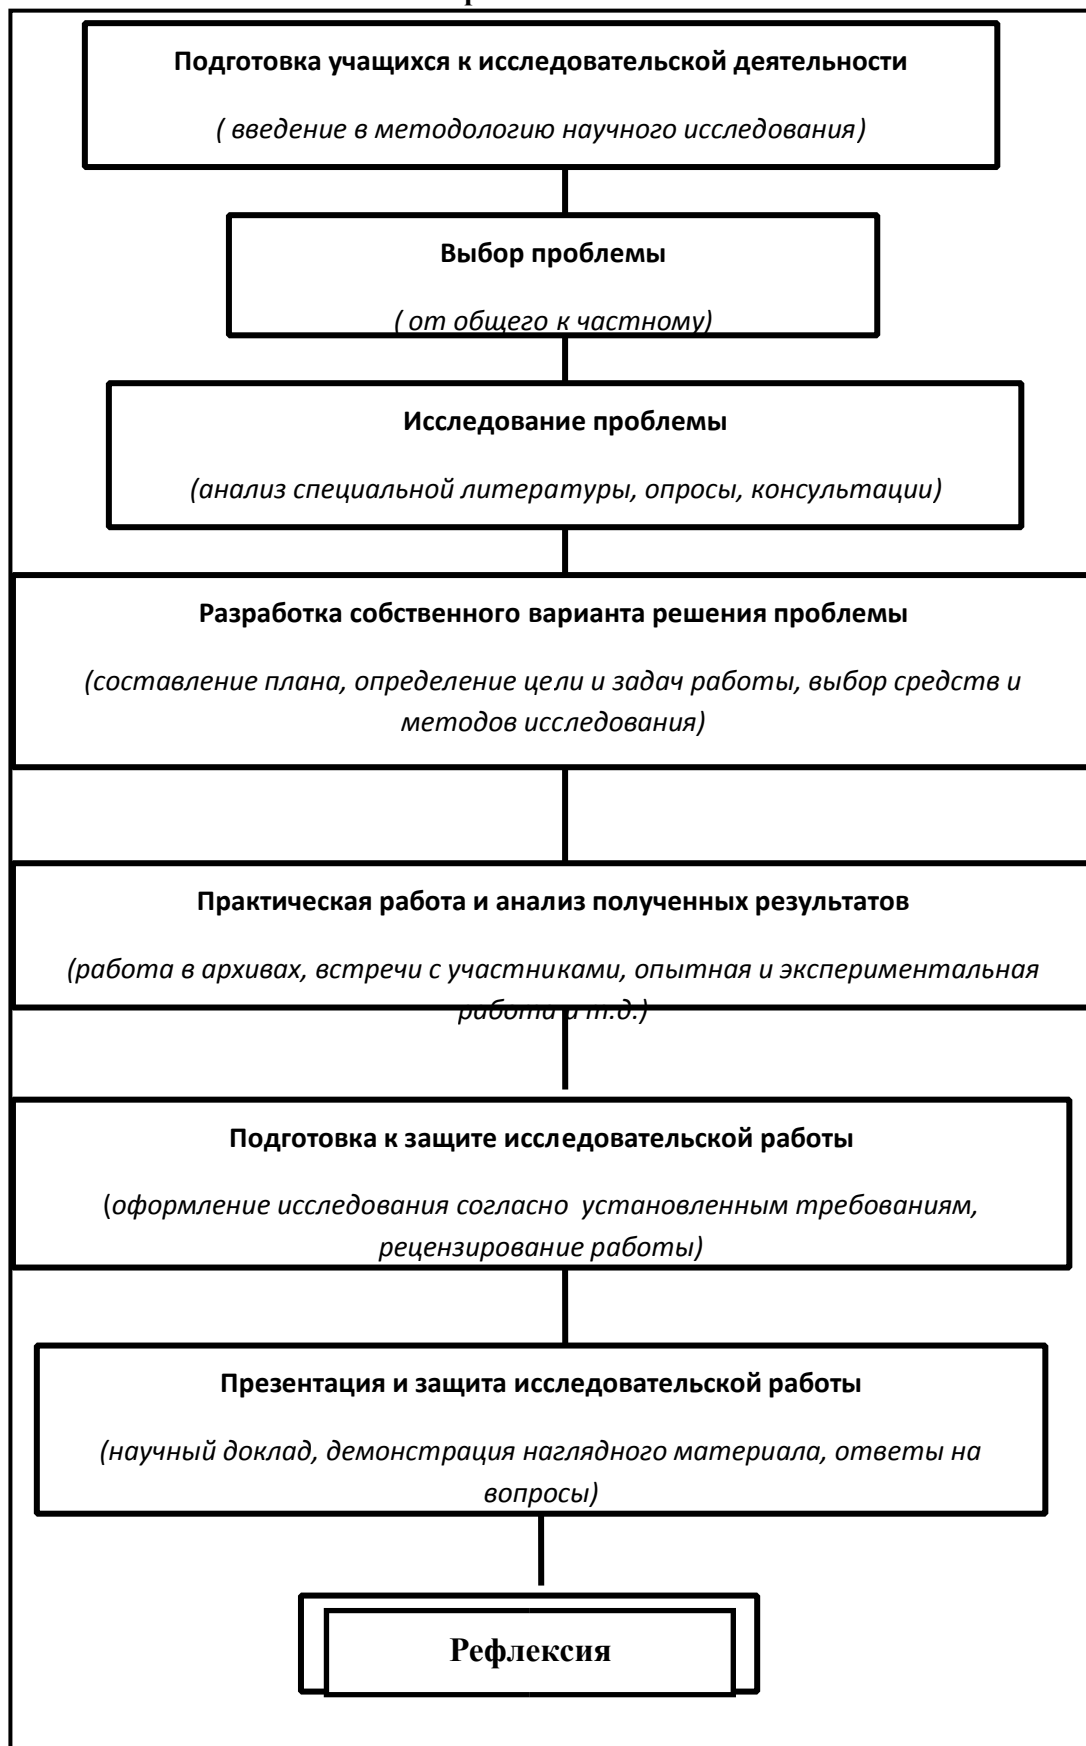 Подготовка учащихся к исследовательской деятельности
( введение в методологию научного исследования)
Выбор проблемы
( от общего к частному)
Исследование проблемы
(анализ специальной литературы, опросы, консультации)
Разработка собственного варианта решения проблемы
(составление плана, определение цели и задач работы, выбор средств и
методов исследования)
Практическая работа и анализ полученных результатов
(работа в архивах, встречи с участниками, опытная и экспериментальная
работа и т.д.)
Подготовка к защите исследовательской работы
(оформление исследования согласно  установленным требованиям,
рецензирование работы)
Презентация и защита исследовательской работы
(научный доклад, демонстрация наглядного материала, ответы на
вопросы)
Рефлексия